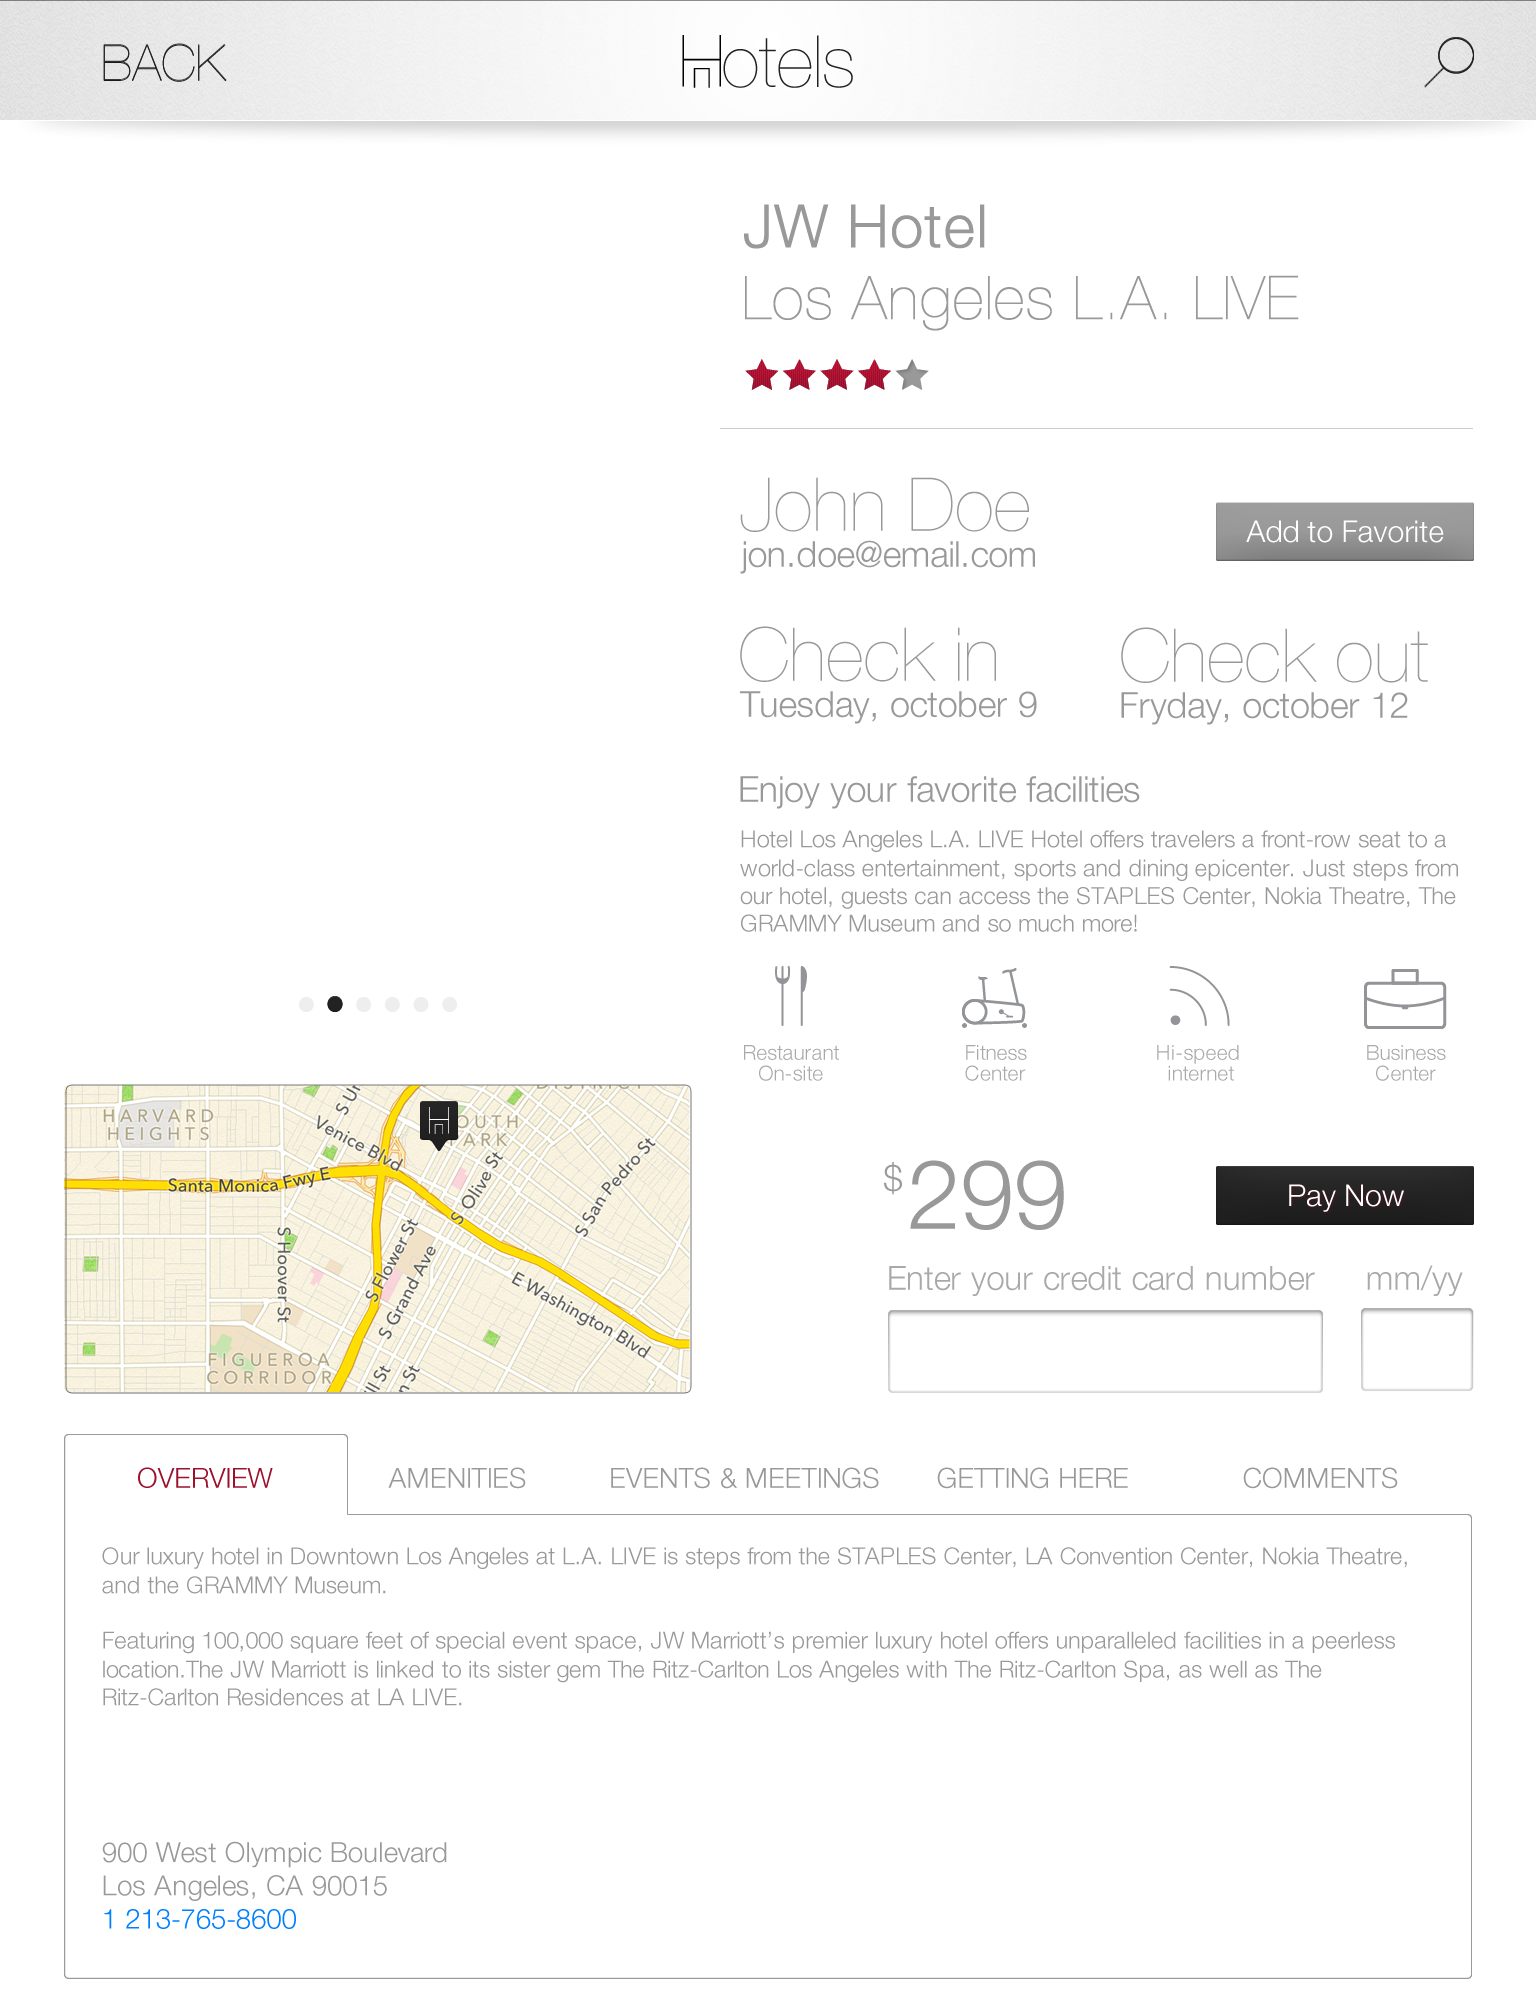 BACK
Hotels
JW Hotel
Los Angeles L.A. LIVE
John Doe
jon.doe@email.com
Add to Favorite
Check in
Tuesday, october 9
Check out
Fryday, october 12
Enjoy your favorite facilities
Hotel Los Angeles L.A. LIVE Hotel offers travelers a front-row seat to a
world-class entertainment, sports and dining epicenter. Just steps from
our hotel, guests can access the STAPLES Center, Nokia Theatre, The
GRAMMY Museum and so much more!
Restaurant
On-site
Fitness
Center
Hi-speed
internet
Business
Center
DISTRICT
HARVARD
HEIGHTS
S Un
Venice Blvd
OUTH
ARK
Santa Monica Fwy E
S Olive St
S San Pedro St
S Hoover St
S Flower St
S Grand Ave
E Washington Blvd
FIGUEROA
CORRIDOR
ill St
n St
$299
Pay Now
Enter your credit card number
mm/yy
OVERVIEW
AMENITIES
EVENTS & MEETINGS
GETTING HERE
COMMENTS
Our luxury hotel in Downtown Los Angeles at L.A. LIVE is steps from the STAPLES Center, LA Convention Center, Nokia Theatre,
and the GRAMMY Museum.
Featuring 100,000 square feet of special event space, JW Marriott’s premier luxury hotel offers unparalleled facilities in a peerless
location.The JW Marriott is linked to its sister gem The Ritz-Carlton Los Angeles with The Ritz-Carlton Spa, as well as The
Ritz-Carlton Residences at LA LIVE.
900 West Olympic Boulevard
Los Angeles, CA 90015
1 213-765-8600